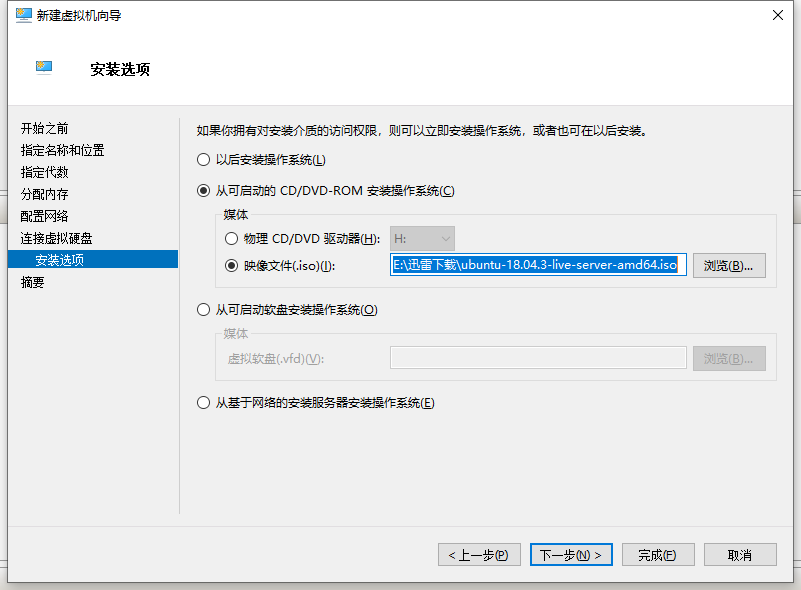 新建虚拟机向导
安装选项
开始之前
指定名称和位置
指定代数
分配内存
配置网络
连接虚拟硬盘
安装选项
摘要
如果你拥有对安装介质的访问权限，则可以立即安装操作系统，或者也可在以后安装。
以后安装操作系统(L)
从可启动的 CD/DVD-ROM 安装操作系统(C)
媒体
物理 CD/DVD 驱动器(H): H:
映像文件(.iso)(I): E:\迅雷下载\ubuntu-18.04.3-live-server-amd64.iso 浏览(B)...
从可启动软盘安装操作系统(O)
媒体
虚拟软盘(.vfd)(V): 浏览(B)...
从基于网络的安装服务器安装操作系统(E)
< 上一步(P) 下一步(N) > 完成(F) 取消